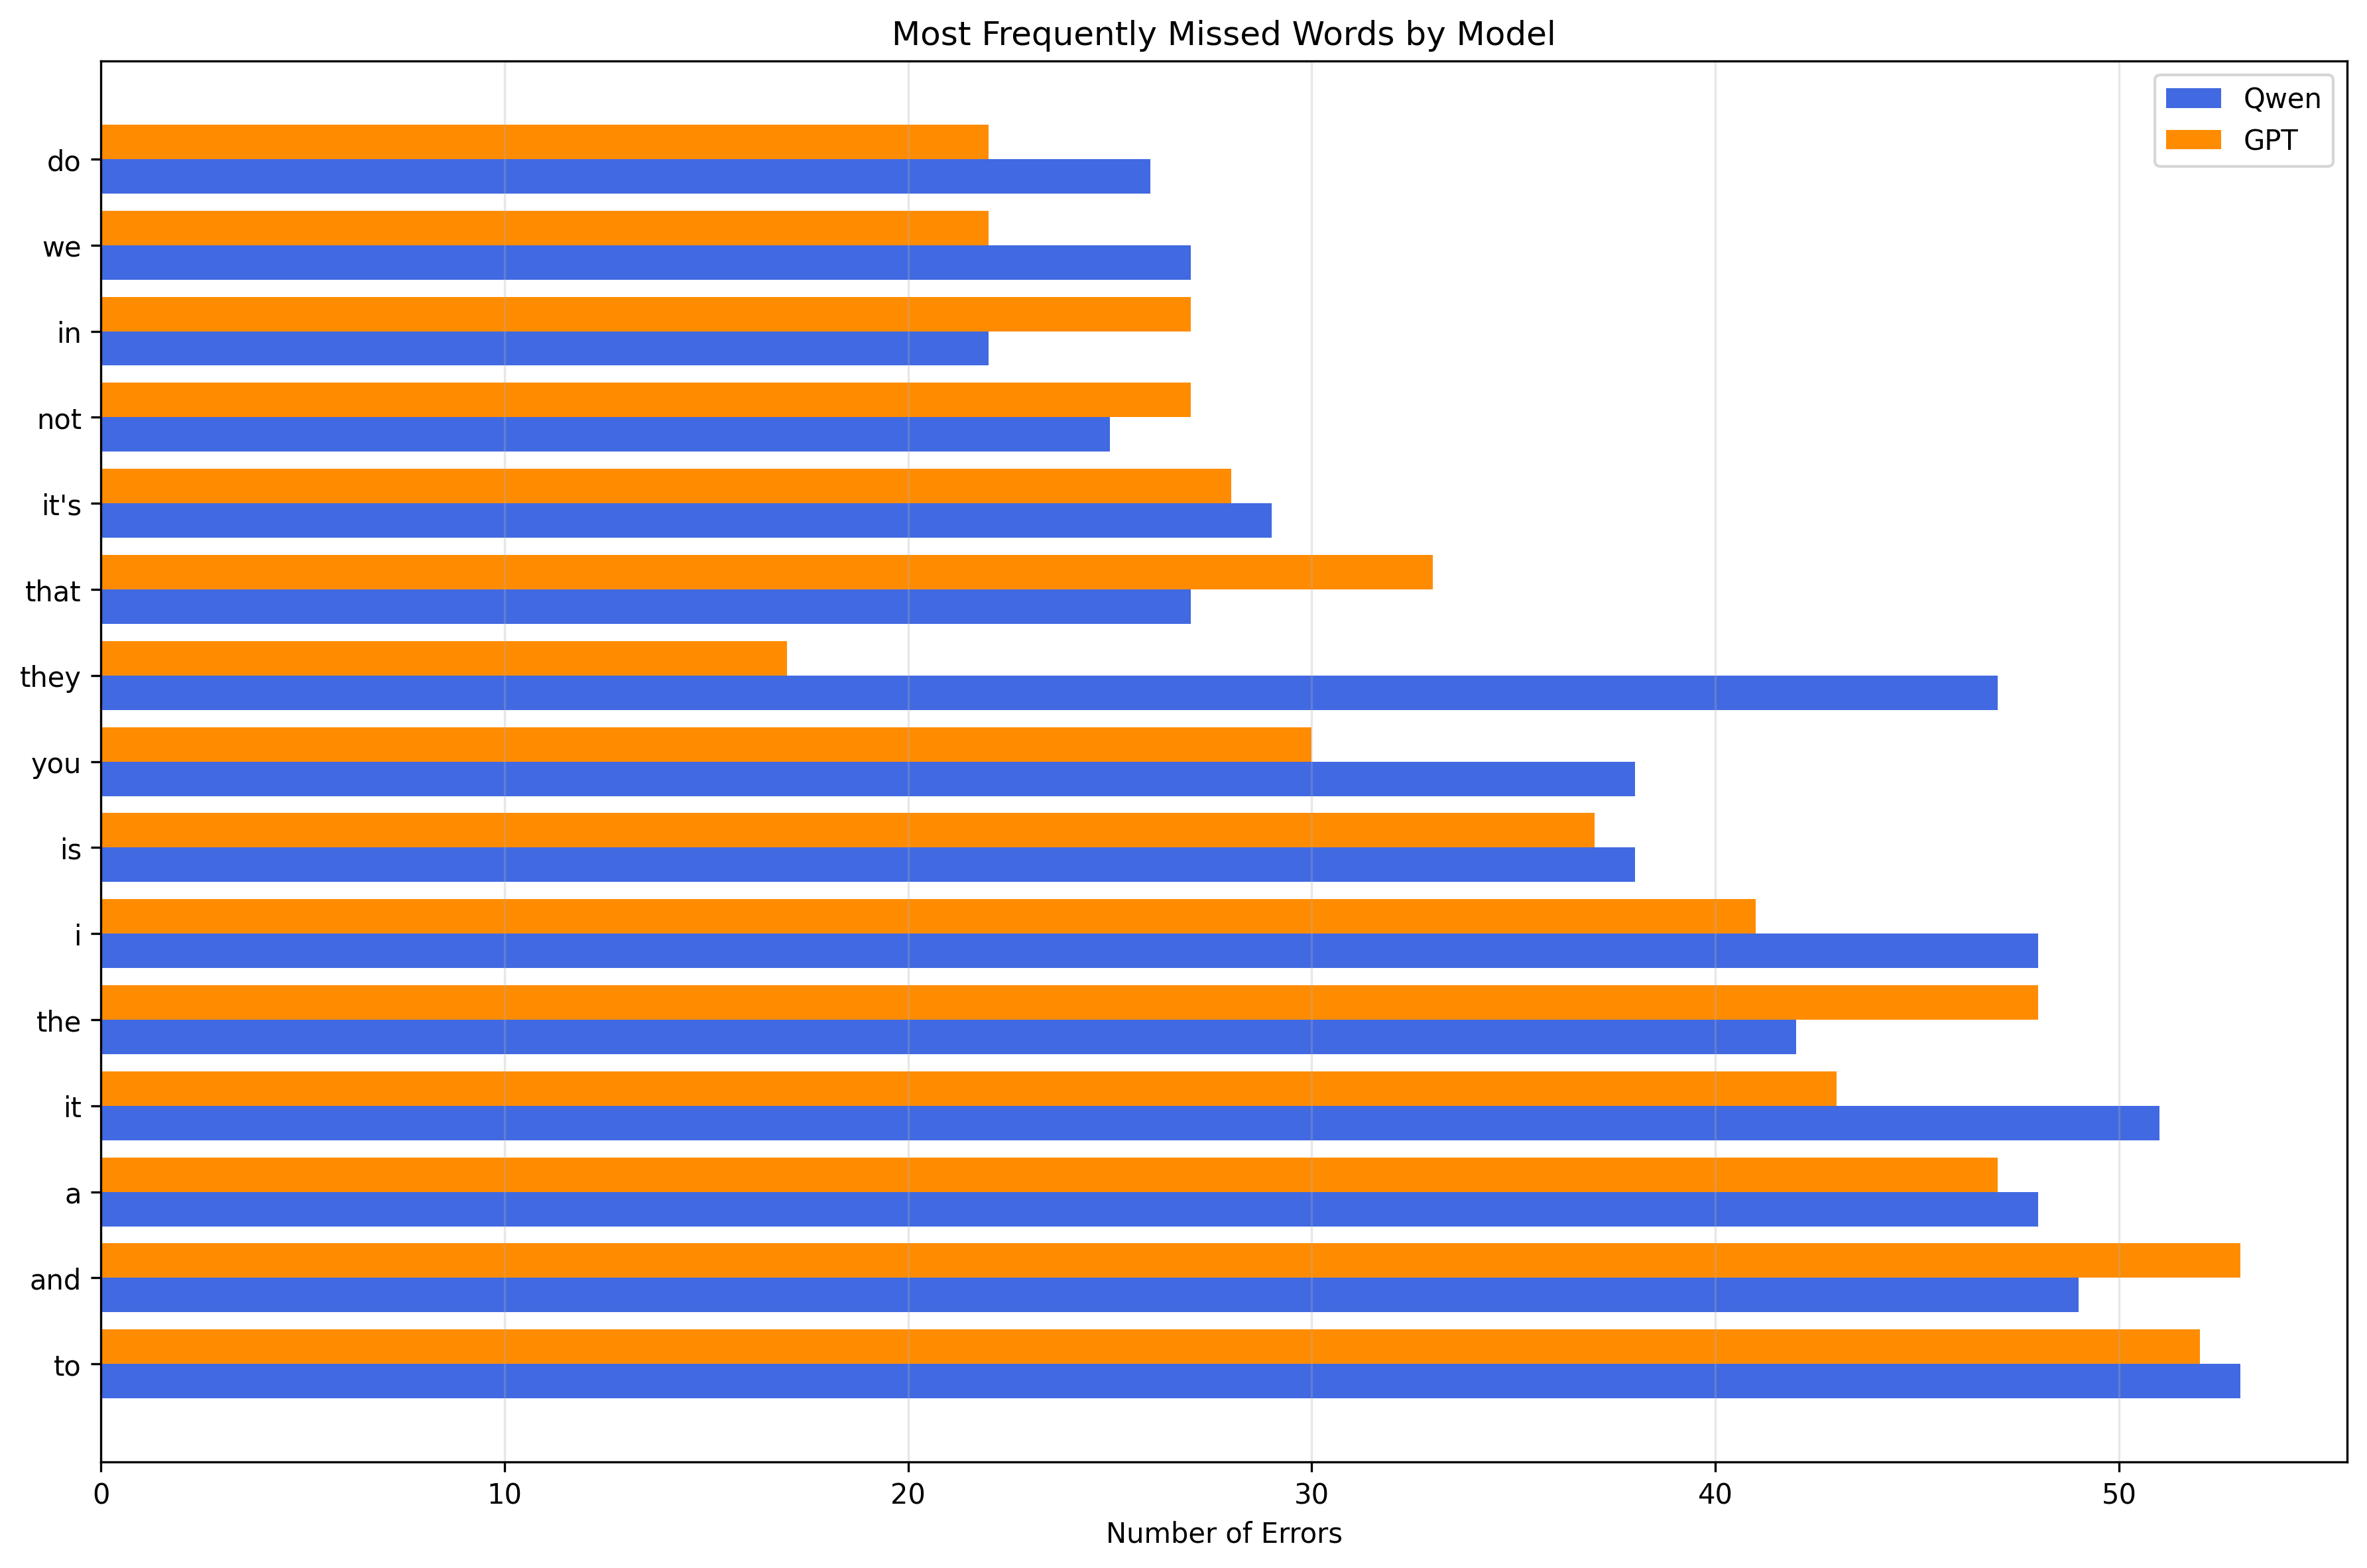 Most Frequently Missed Words by Model
Qwen
GPT
do
we
in
not
it's
that
they
you
is
i
the
it
a
and
to
0 10 20 30 40 50
Number of Errors